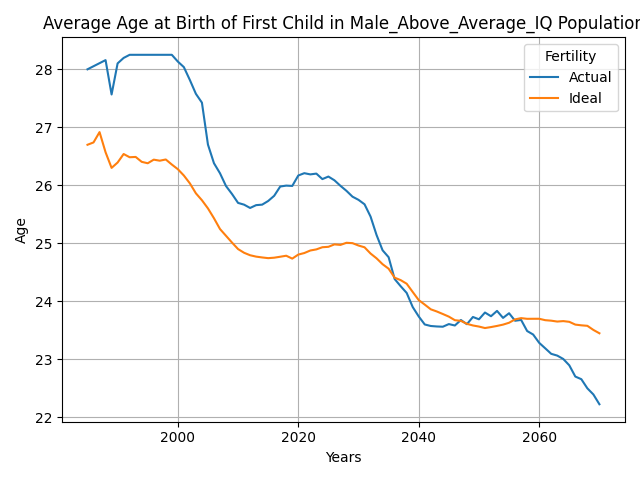 Average Age at Birth of First Child in Male_Above_Average_IQ Population
Fertility
Actual
Ideal
28
27
26
25
24
23
22
Age
2000 2020 2040 2060
Years